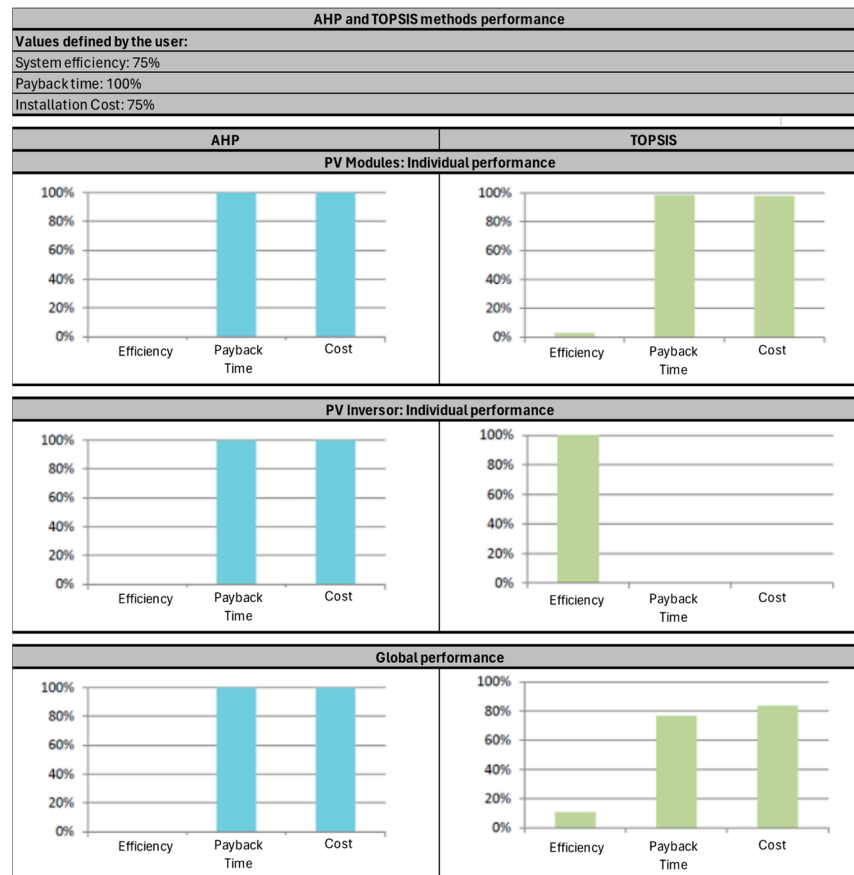 AHP and TOPSIS methods performance
Values defined by the user:
System efficiency: 75%
Payback time: 100%
Installation Cost: 75%
AHP
TOPSIS
PV Modules: Individual performance
100%
80%
60%
40%
20%
0%
Efficiency
Payback
Time
Cost
100%
80%
60%
40%
20%
0%
Efficiency
Payback
Time
Cost
PV Inversor: Individual performance
100%
80%
60%
40%
20%
0%
Efficiency
Payback
Time
Cost
100%
80%
60%
40%
20%
0%
Efficiency
Payback
Time
Cost
Global performance
100%
80%
60%
40%
20%
0%
Efficiency
Payback
Time
Cost
100%
80%
60%
40%
20%
0%
Efficiency
Payback
Time
Cost